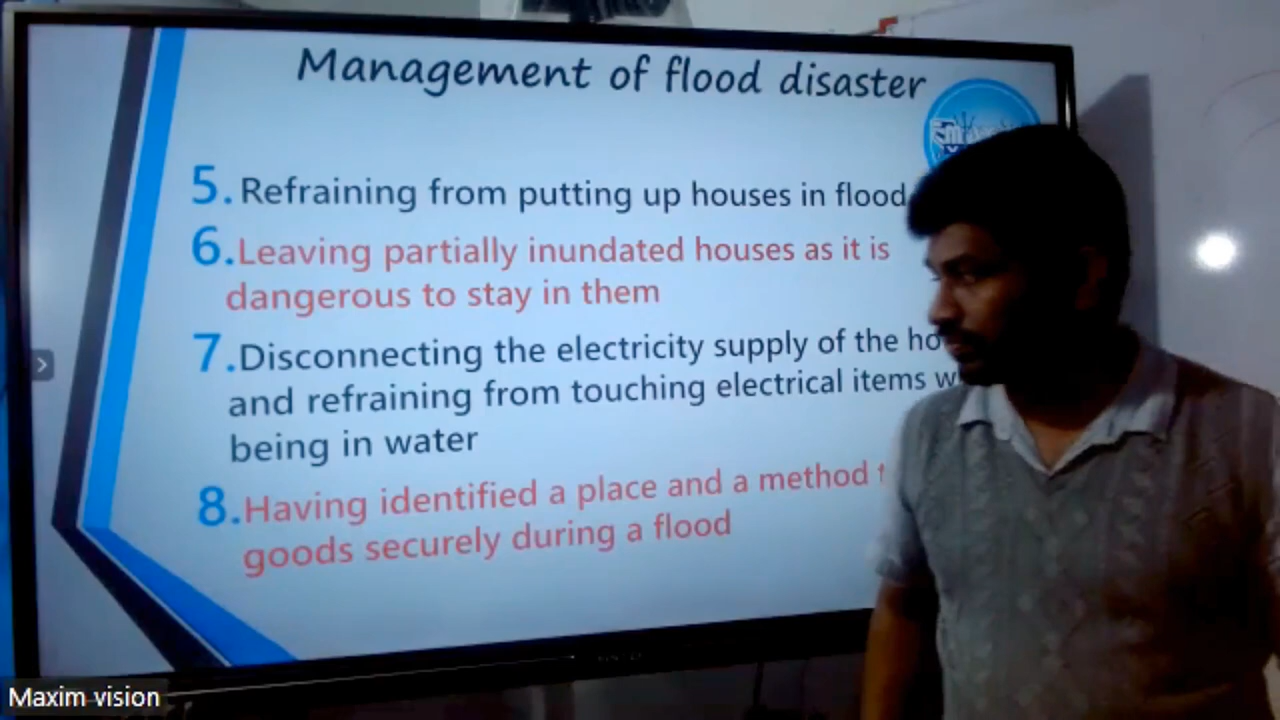 Management of flood disaster
5. Refraining from putting up houses in flood
6. Leaving partially inundated houses as it is
dangerous to stay in them
7. Disconnecting the electricity supply of the
and refraining from touching electrical items
being in water
8. Having identified a place and a method
goods securely during a flood
Maxim vision